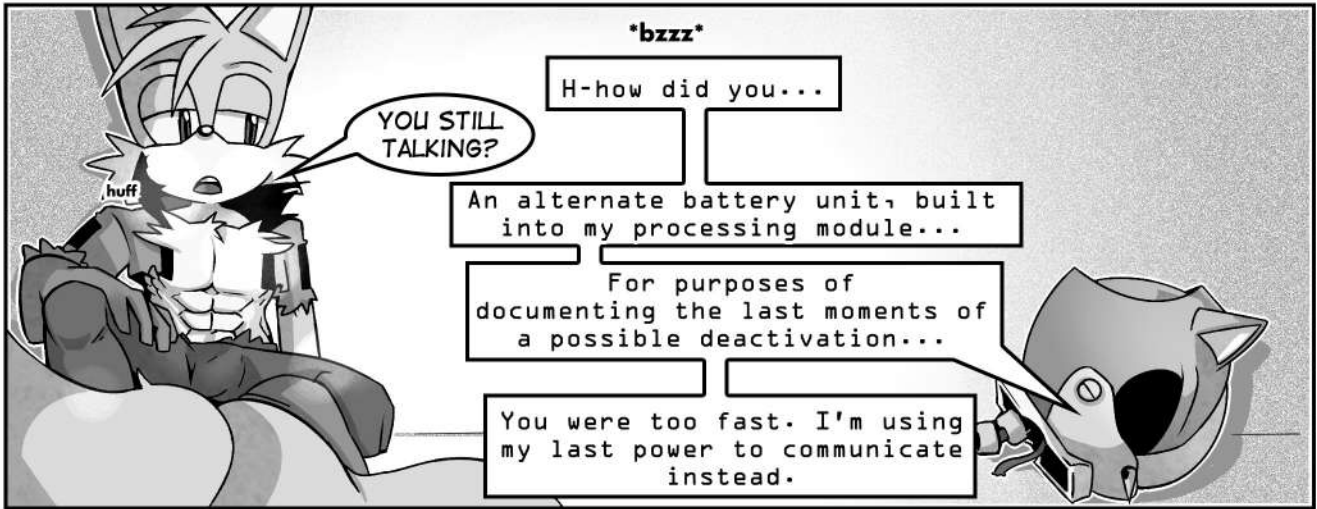 *bzzz*
H-how did you...
YOU STILL
TALKING?
huff
An alternate battery unit, built
into my processing module...
For purposes of
documenting the last moments of
a possible deactivation...
You were too fast. I'm using
my last power to communicate
instead.